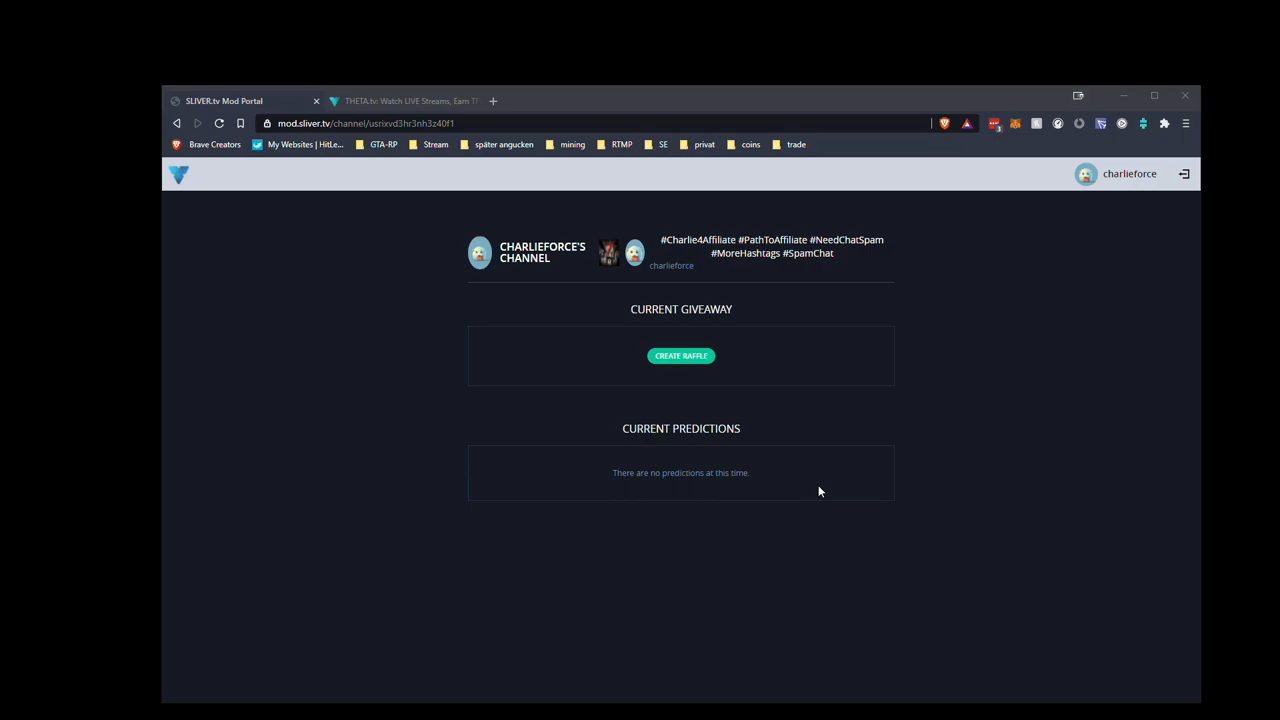 SLIVER.tv Mod Portal
THETA.tv: Watch LIVE Streams, Earn T
mod.sliver.tv/channel/usrixvd3hr3nh3z40f1
3
Brave Creators
My Websites | HitLe...
GTA-RP
Stream
später angucken
mining
RTMP
SE
privat
coins
trade
charlieforce
CHARLIEFORCE'S
CHANNEL
#Charlie4Affiliate #PathToAffiliate #NeedChatSpam
#MoreHashtags #SpamChat
charlieforce
CURRENT GIVEAWAY
CREATE RAFFLE
CURRENT PREDICTIONS
There are no predictions at this time.